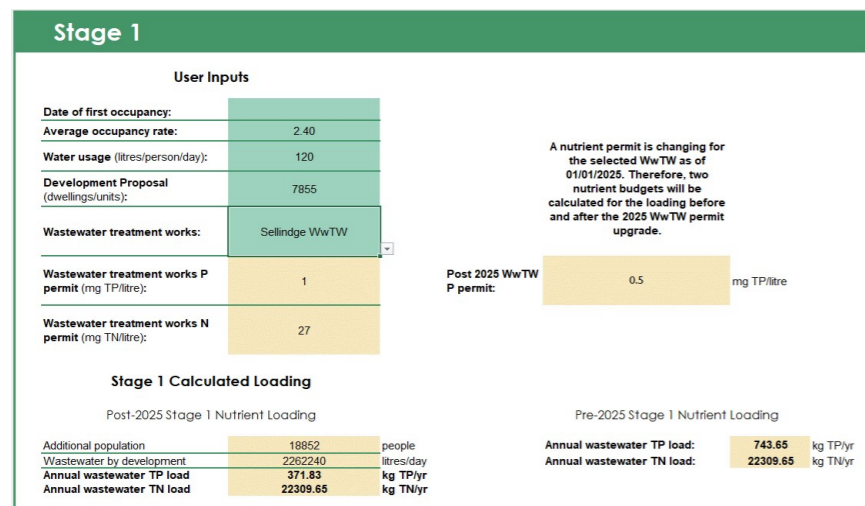 Stage 1
User Inputs
Date of first occupancy:
Average occupancy rate: 2.40
Water usage (litres/person/day): 120
Development Proposal
(dwellings/units): 7855
Wastewater treatment works: Sellindge WwTW
Wastewater treatment works P
permit (mg TP/litre): 1
Wastewater treatment works N
permit (mg TN/litre): 27
A nutrient permit is changing for
the selected WwTW as of
01/01/2025. Therefore, two
nutrient budgets will be
calculated for the loading before
and after the 2025 WwTW permit
upgrade.
Post 2025 WwTW
P permit: 0.5 mg TP/litre
Stage 1 Calculated Loading
Post-2025 Stage 1 Nutrient Loading
Additional population 18852 people
Wastewater by development 2262240 litres/day
Annual wastewater TP load 371.83 kg TP/yr
Annual wastewater TN load 22309.65 kg TN/yr
Pre-2025 Stage 1 Nutrient Loading
Annual wastewater TP load: 743.65 kg TP/yr
Annual wastewater TN load: 22309.65 kg TN/yr